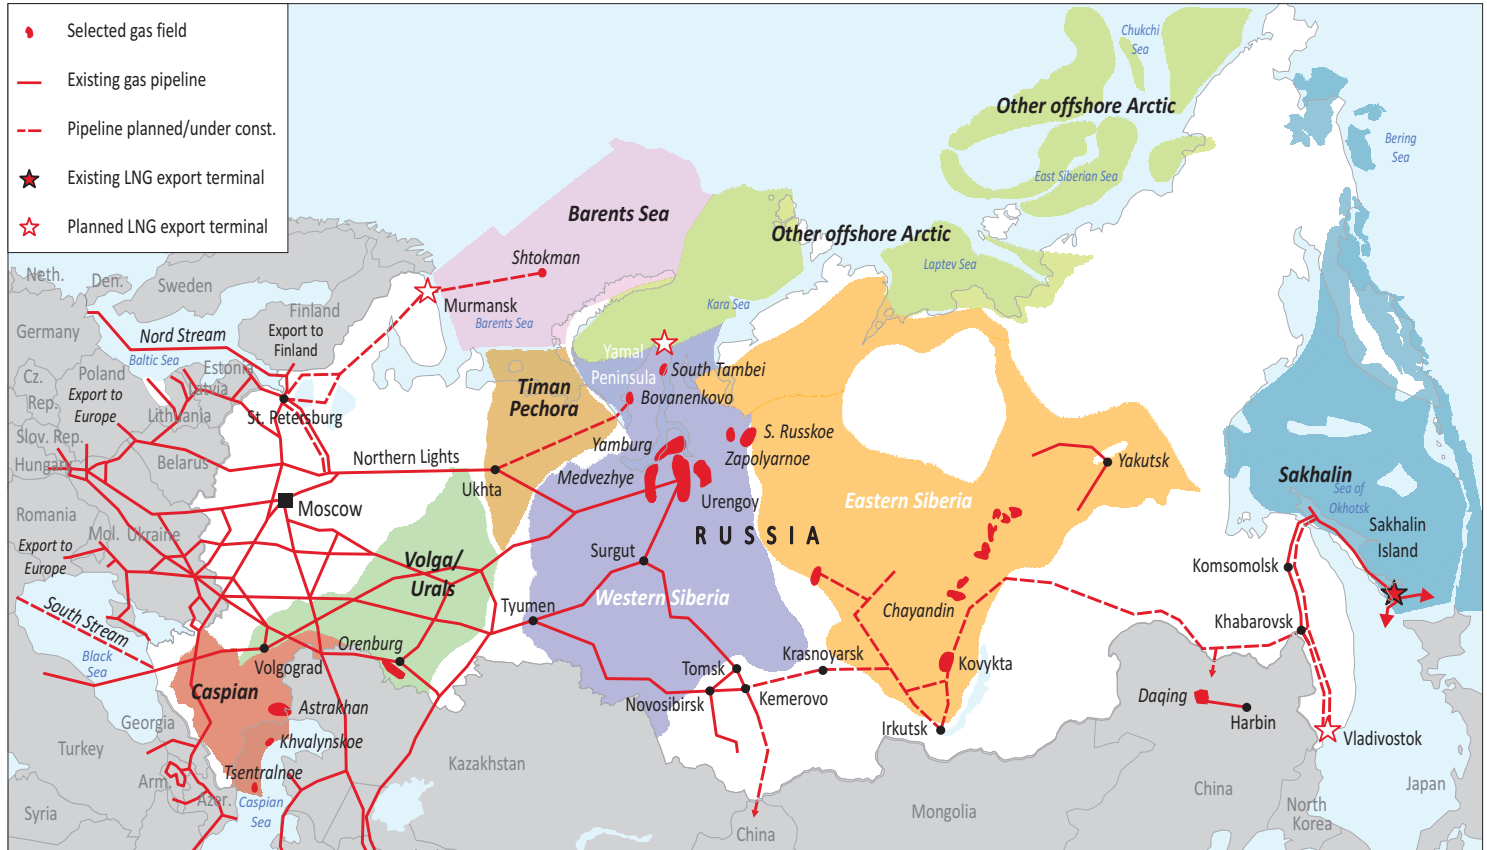 Selected gas field
Existing gas pipeline
Pipeline planned/under const.
Existing LNG export terminal
Planned LNG export terminal
Chukchi
Sea
Other offshore Arctic
Bering
Sea
East Siberian Sea
Barents Sea
Other offshore Arctic
Laptev Sea
Shtokman
Murmansk
Barents Sea
Kara Sea
Neth.
Den.
Sweden
Finland
Germany
Nord Stream
Export to
Finland
Baltic Sea
Estonia
Latvia
Cz.
Rep.
Poland
Export to
Europe
Lithuania
St. Petersburg
Yamal
Peninsula
South Tambei
Bovanenkovo
Timan
Pechora
Slov. Rep.
Hungary
Belarus
Northern Lights
Ukhta
Yamburg
Medvezhye
S. Russkoe
Zapolyarnoe
Urengoy
Yakutsk
Eastern Siberia
Sakhalin
Sea of
Okhotsk
Sakhalin
Island
Moscow
RUSSIA
Romania
Mol.
Ukraine
Export to
Europe
Volga/
Urals
Surgut
Western Siberia
Tyumen
Chayandin
Komsomolsk
Khabarovsk
South Stream
Black
Sea
Orenburg
Volgograd
Caspian
Tomsk
Krasnoyarsk
Kovykta
Novosibirsk
Kemerovo
Irkutsk
Daqing
Harbin
Vladivostok
Astrakhan
Khvalynskoe
Tsentralnoe
Georgia
Turkey
Arm.
Azer.
Caspian
Sea
Syria
Kazakhstan
China
Mongolia
China
North
Korea
Japan